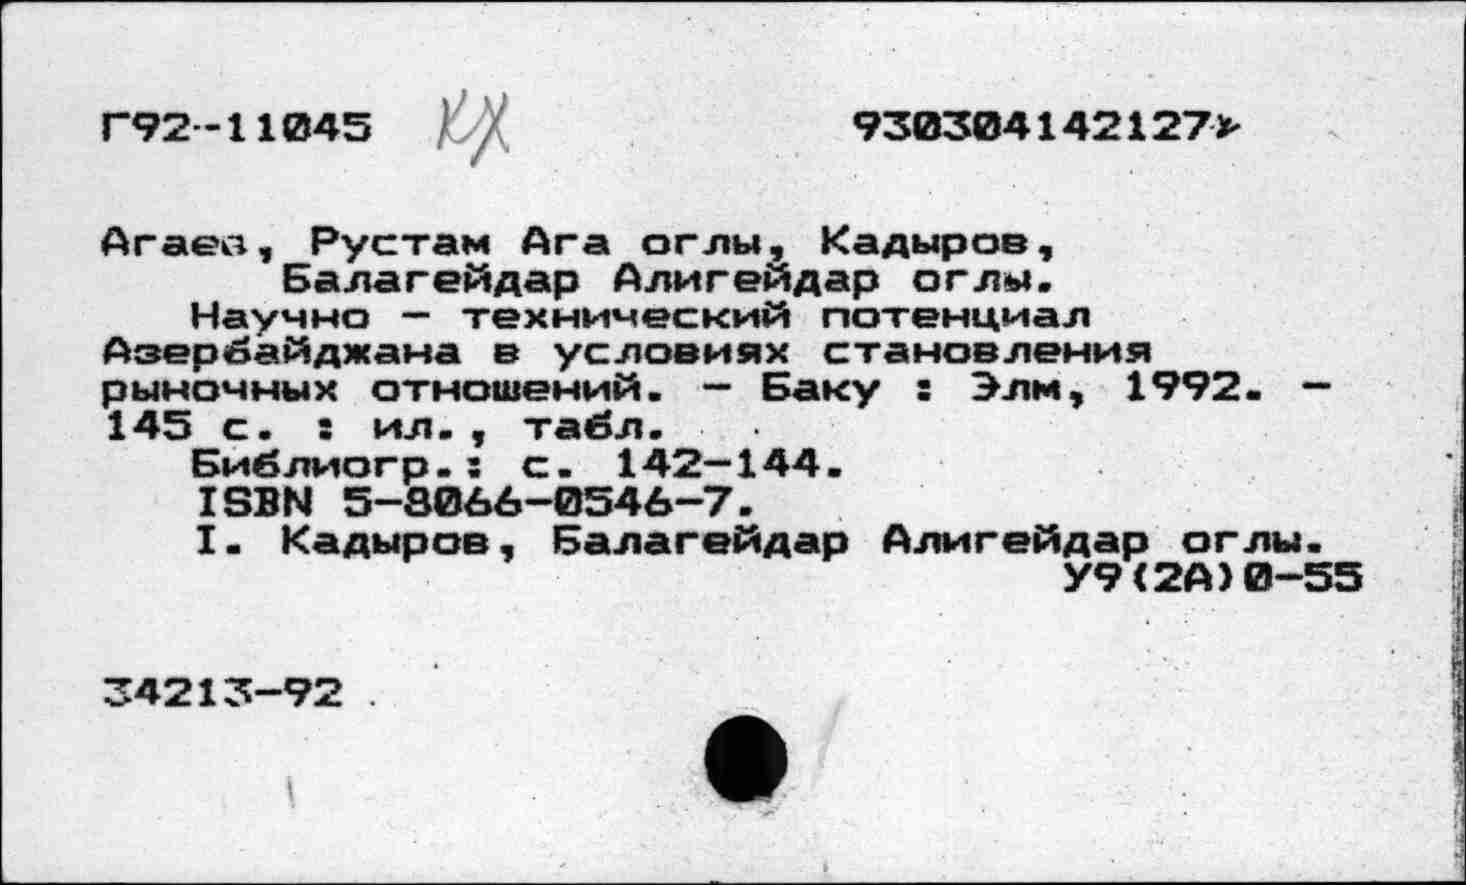 Г92-11045 КХ 930304142127
Агаев, Рустам Ага оглы, Кадыров,
Балагейдар Алигейдар оглы.
Научно - технический потенциал
Азербайджана в условиях становления
рыночных отношений. - Баку : Элм, 1992. -
145 с. : ил., табл.
Библиогр.: с. 142-144.
ISBN 5-8066-0546-7.
I. Кадыров, Балагейдар Алигейдар оглы.
У9(2А)0-55
34213-92